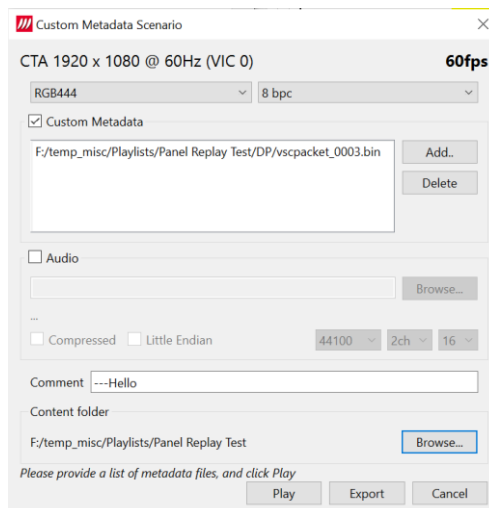 Custom Metadata Scenario
CTA 1920 x 1080 @ 60Hz (VIC 0) 60fps
RGB444 8 bpc
Custom Metadata
F:/temp_misc/Playlists/Panel Replay Test/DP/vscpacket_0003.bin Add..
Delete
Audio
Browse...
...
Compressed Little Endian 44100 2ch 16
Comment ---Hello
Content folder
F:/temp_misc/Playlists/Panel Replay Test Browse...
Please provide a list of metadata files, and click Play
Play Export Cancel